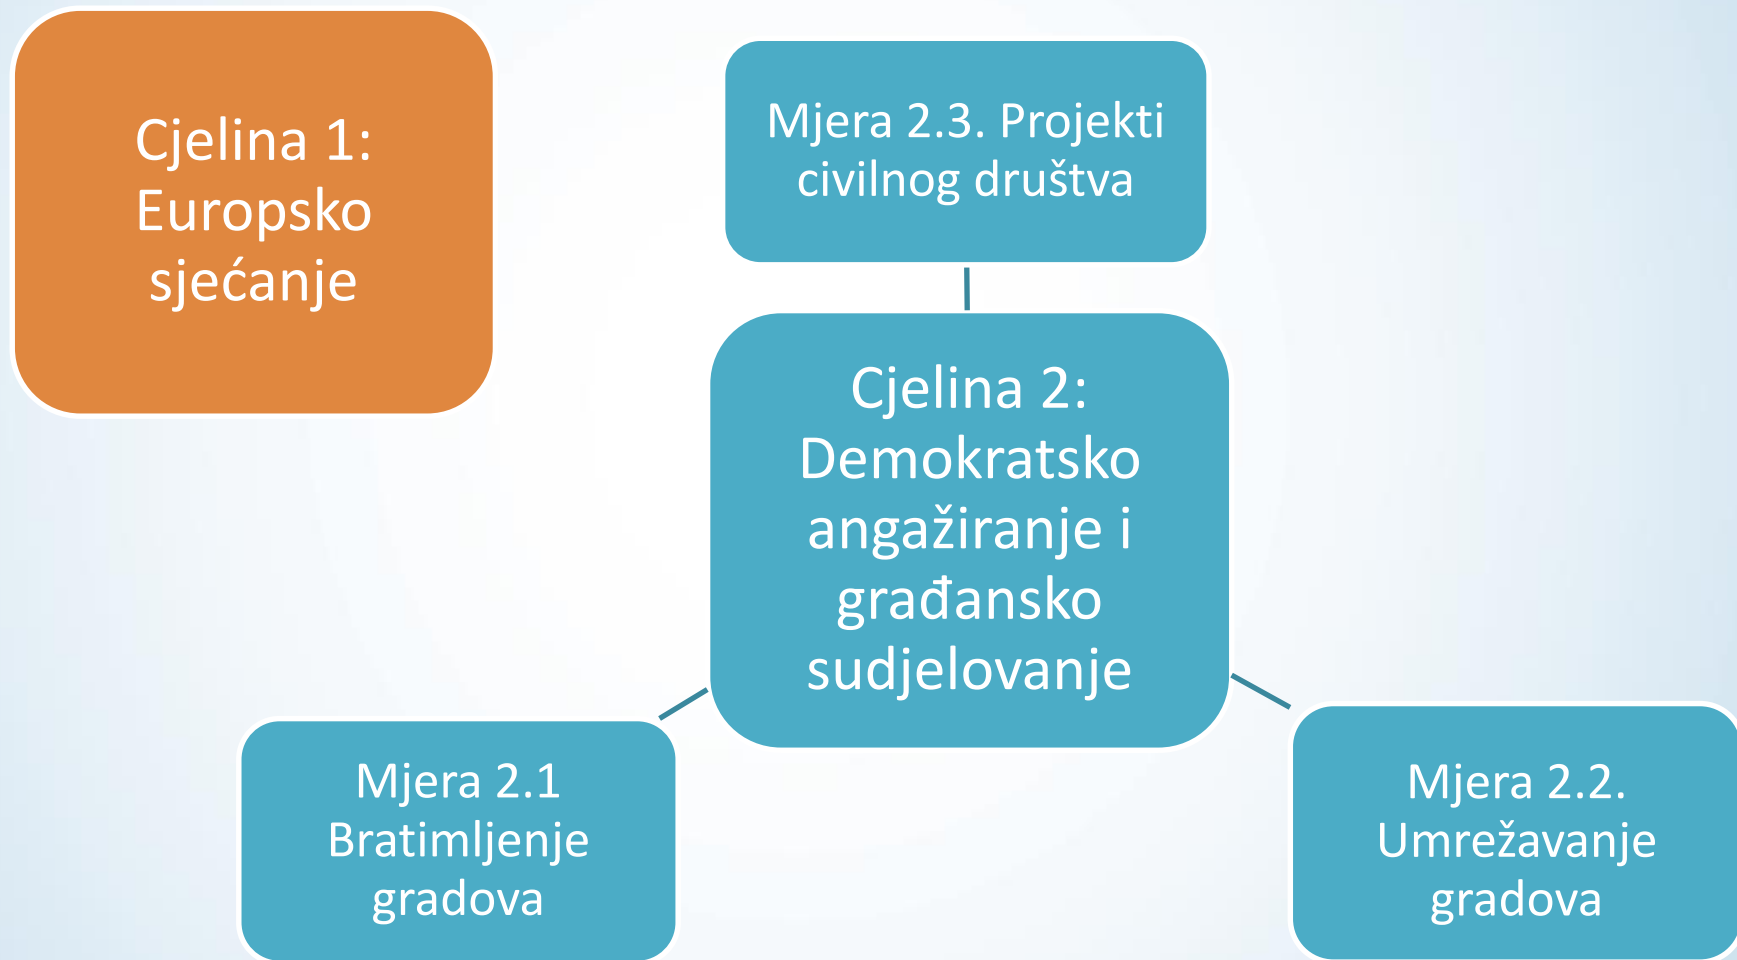 Cjelina 1:
Europsko
sjećanje
Mjera 2.3. Projekti
civilnog društva
Cjelina 2:
Demokratsko
angažiranje i
građansko
sudjelovanje
Mjera 2.1
Bratimljenje
gradova
Mjera 2.2.
Umrežavanje
gradova